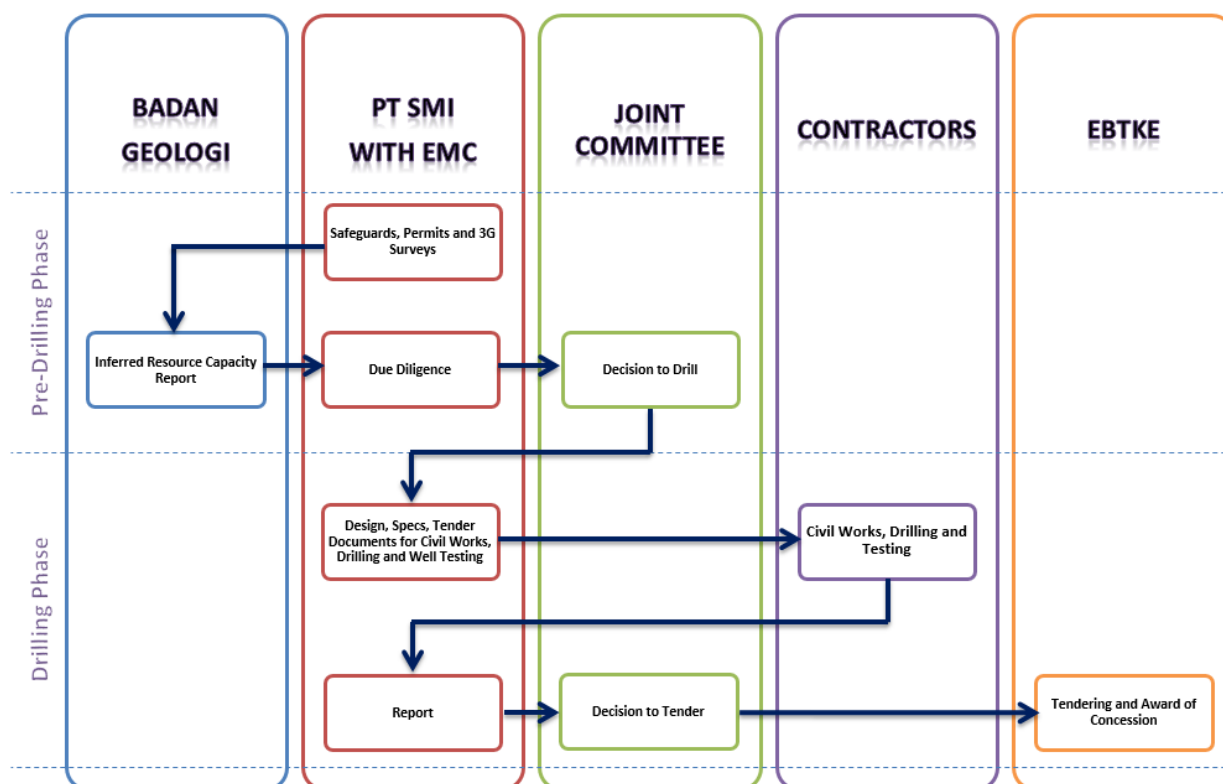 BADAN
GEOLOGI
PT SMI
WITH EMC
JOINT
COMMITTEE
CONTRACTORS
EBTKE
Pre-Drilling Phase
Safeguards, Permits and 3G
Surveys
Inferred Resource Capacity
Report
Due Diligence
Decision to Drill
Drilling Phase
Design, Specs, Tender
Documents for Civil Works,
Drilling and Well Testing
Civil Works, Drilling and
Testing
Report
Decision to Tender
Tendering and Award of
Concession